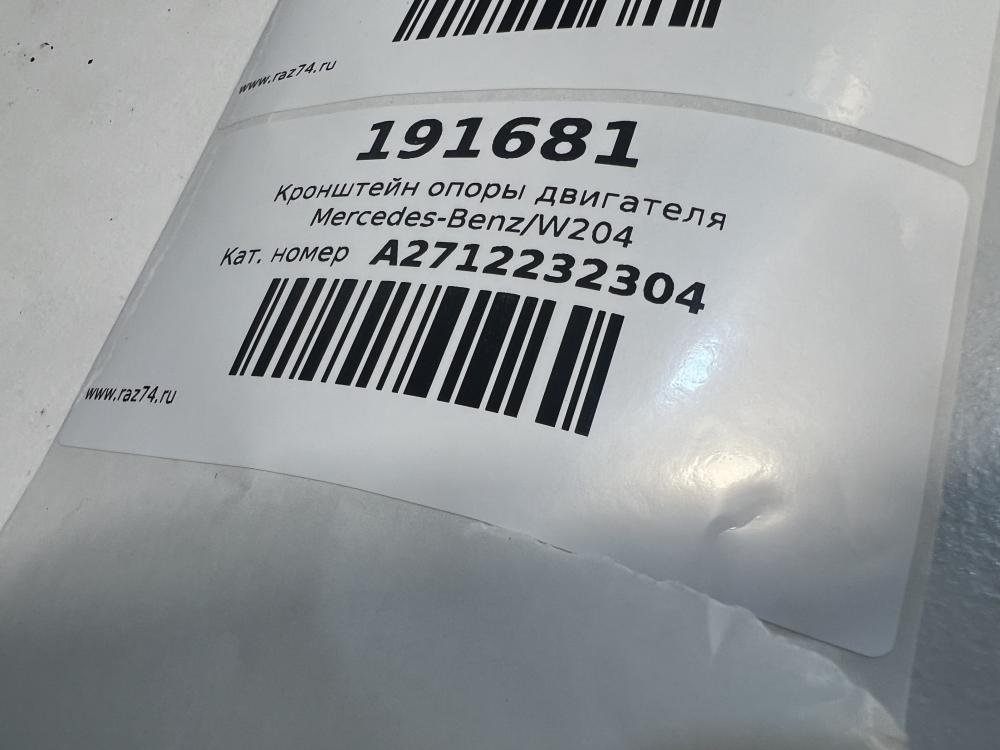 www.raz74.ru
191681
Кронштейн опоры двигателя
Mercedes-Benz/W204
Кат. номер A2712232304
www.raz74.ru